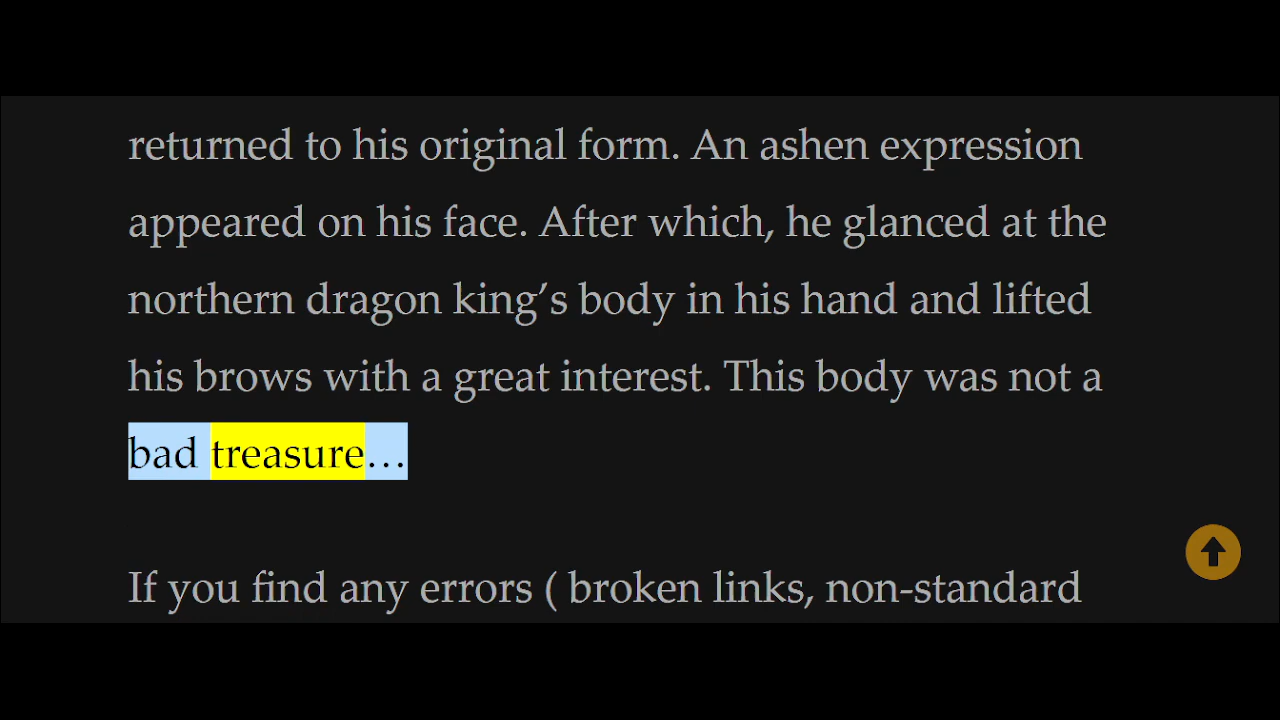 returned to his original form. An ashen expression
appeared on his face. After which, he glanced at the
northern dragon king’s body in his hand and lifted
his brows with a great interest. This body was not a
bad treasure…
If you find any errors ( broken links, non-standard